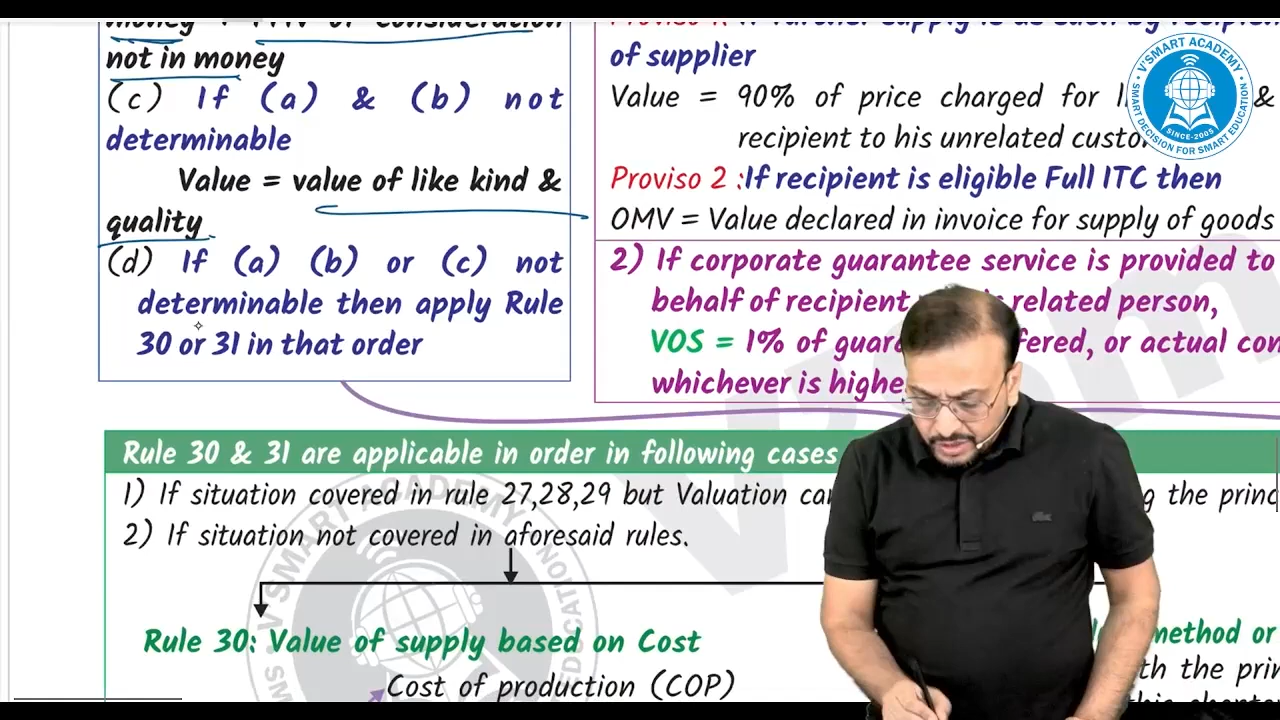 not in money
(c) If (a) & (b) not
determinable
Value = value of like kind &
quality
(d) If (a) (b) or (c) not
determinable then apply Rule
30 or 31 in that order
of supplier
Value = 90% of price charged for &
recipient to his unrelated
Proviso 2 :If recipient is eligible Full ITC then
OMV = Value declared in invoice for supply of goods
2) If corporate guarantee service is provided to
behalf of recipient related person,
VOS = 1% of or actual
whichever is
V'SMART ACADEMY
SINCE-2005
SMART DECISION FOR SMART EDUCATION
Rule 30 & 31 are applicable in order in following cases
1) If situation covered in rule 27,28,29 but Valuation the
2) If situation not covered in aforesaid rules.
Rule 30: Value of supply based on Cost
Cost of production (COP)
method or
the